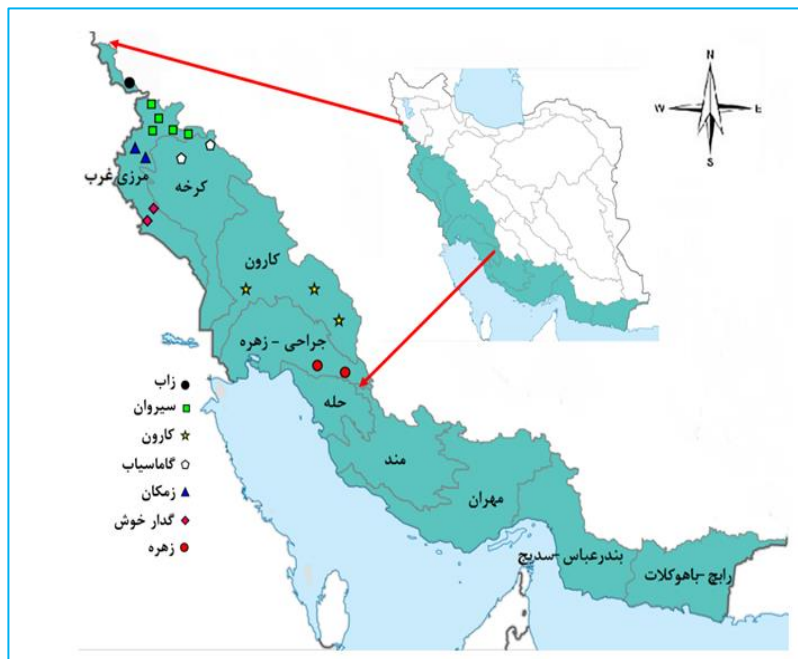 N
W E
S
مرزی غرب
کرخه
کارون
جراحی - زهره
حله
مند
مهران
بندرعباس - سدیج
رابچ - باهوکلات
زاب
سیروان
کارون
گاماسیاب
زمکان
گدار خوش
زهره